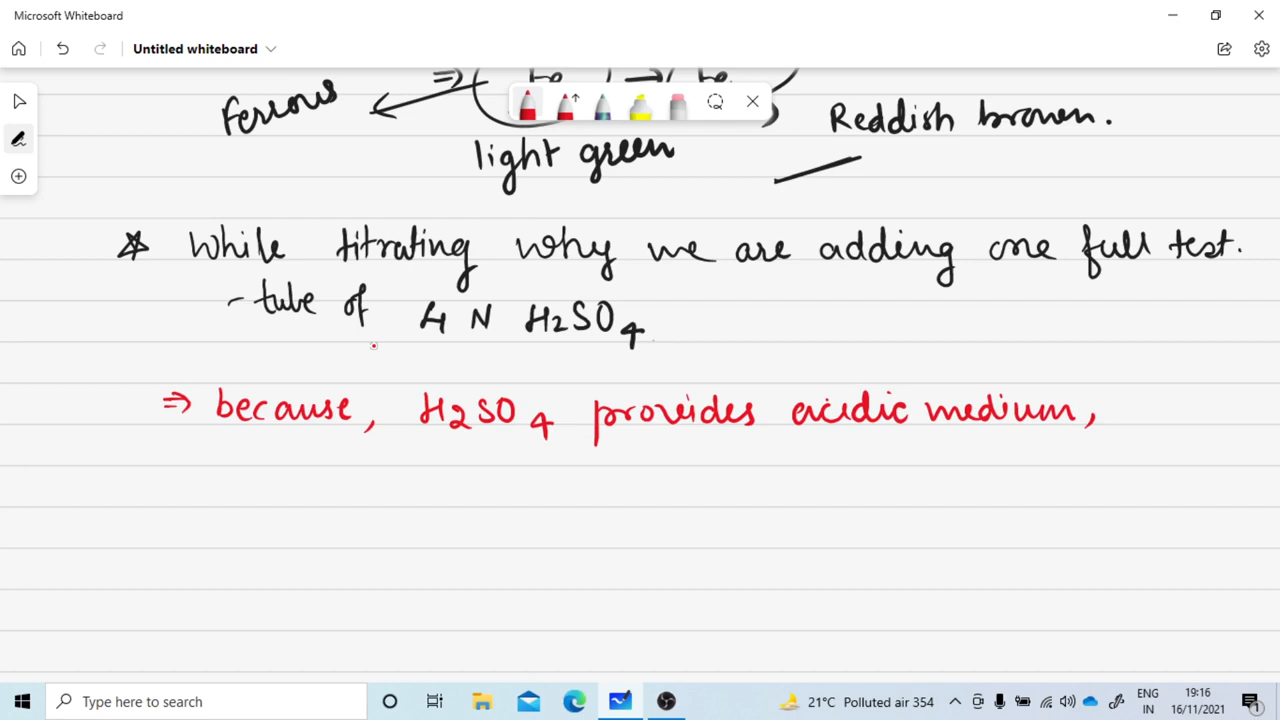 Microsoft Whiteboard
Untitled whiteboard
Ferrous
light green
Reddish brown.
While titrating why we are adding one full test.
- tube of 4 N H2SO4
⇒ because, H2SO4 provides acidic medium,
Type here to search
21°C Polluted air 354
ENG
IN
19:16
16/11/2021
1